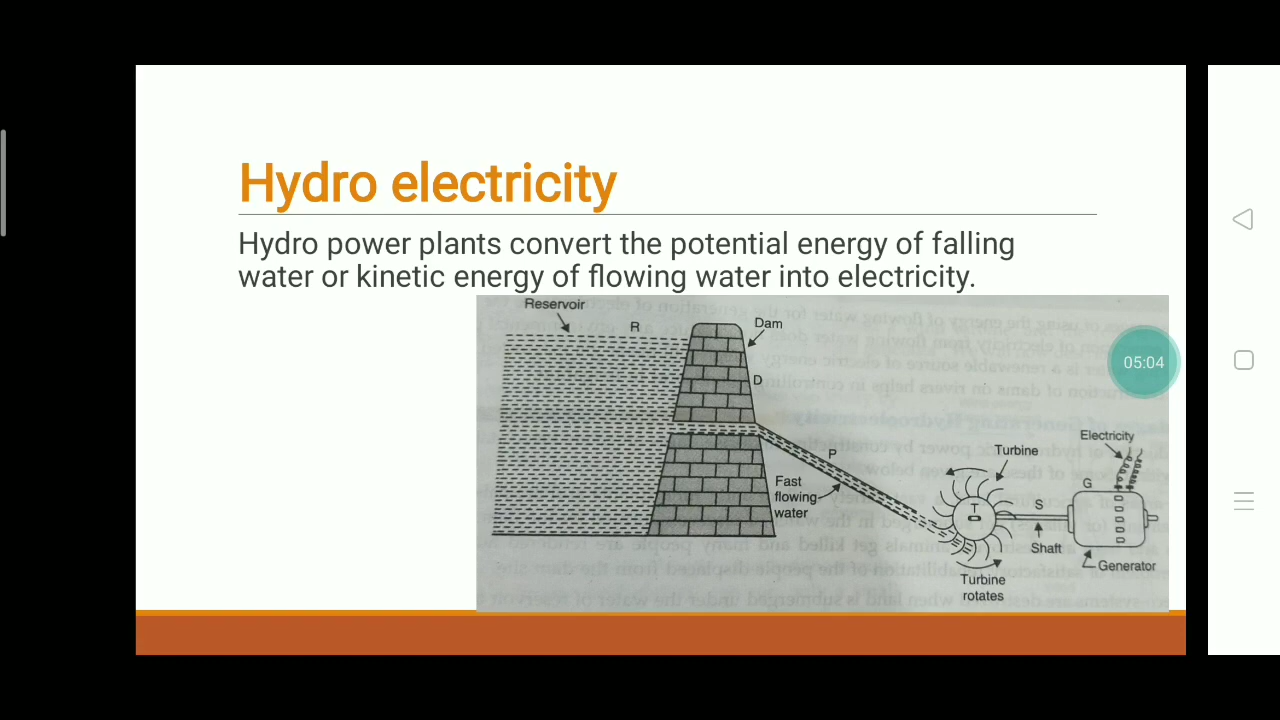 Hydro electricity
Hydro power plants convert the potential energy of falling
water or kinetic energy of flowing water into electricity.
Reservoir
R
Dam
D
05:04
P
Fast
flowing
water
Turbine
T
Turbine
rotates
S
Shaft
Electricity
G
Generator